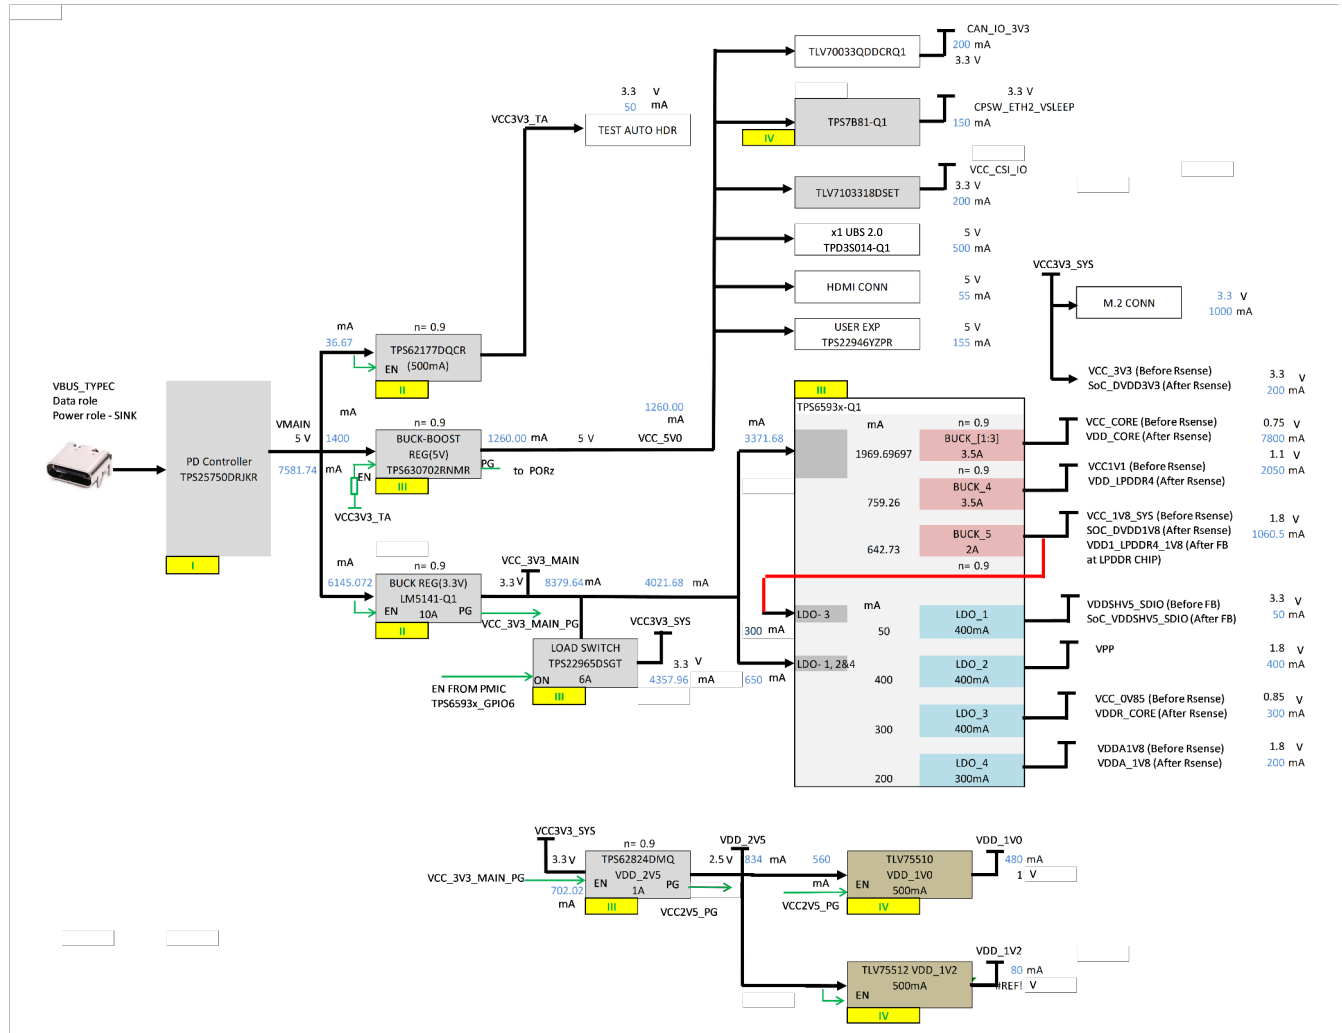 CAN_IO_3V3
200 mA
3.3 V
TLV70033QDDCRQ1
3.3 V
50 mA
VCC3V3_TA
TEST AUTO HDR
3.3 V
CPSW_ETH2_VSLEEP
150 mA
TPS7B81-Q1
IV
VCC_CSI_IO
3.3 V
200 mA
TLV7103318DSET
x1 UBS 2.0
TPD3S014-Q1
5 V
500 mA
HDMI CONN
5 V
55 mA
USER EXP
TPS22946YZPR
5 V
155 mA
VCC3V3_SYS
M.2 CONN
3.3 V
1000 mA
VCC_3V3 (Before Rsense)
SoC_DVDD3V3 (After Rsense)
3.3 V
200 mA
VBUS_TYPEC
Data role
Power role - SINK
PD Controller
TPS25750DRJKR
I
VMAIN
5 V
7581.74 mA
mA
36.67
n= 0.9
TPS62177DQCR
(500mA)
EN
II
mA
1400
n= 0.9
BUCK-BOOST
REG(5V)
TPS630702RNMR
EN
PG
III
VCC3V3_TA
1260.00 mA
to PORz
5 V
1260.00
mA
VCC_5V0
6145.072
n= 0.9
BUCK REG(3.3V)
LM5141-Q1
10A
EN
PG
II
VCC_3V3_MAIN_PG
VCC_3V3_MAIN
3.3 V
8379.64 mA
4021.68 mA
LOAD SWITCH
TPS22965DSGT
6A
ON
III
EN FROM PMIC
TPS6593x_GPIO6
VCC3V3_SYS
3.3 V
4357.96 mA
mA
3371.68
300 mA
650 mA
III
TPS6593x-Q1
mA
n= 0.9
1969.69697
BUCK_[1:3]
3.5A
n= 0.9
759.26
BUCK_4
3.5A
642.73
BUCK_5
2A
n= 0.9
LDO- 3
LDO- 1, 2&4
mA
50
LDO_1
400mA
400
LDO_2
400mA
300
LDO_3
400mA
200
LDO_4
300mA
VCC_CORE (Before Rsense)
VDD_CORE (After Rsense)
0.75 V
7800 mA
VCC1V1 (Before Rsense)
VDD_LPDDR4 (After Rsense)
1.1 V
2050 mA
VCC_1V8_SYS (Before Rsense)
SOC_DVDD1V8 (After Rsense)
VDD1_LPDDR4_1V8 (After FB
at LPDDR CHIP)
1.8 V
1060.5 mA
VDDSHV5_SDIO (Before FB)
SoC_VDDSHV5_SDIO (After FB)
3.3 V
50 mA
VPP
1.8 V
400 mA
VCC_0V85 (Before Rsense)
VDDR_CORE (After Rsense)
0.85 V
300 mA
VDDA1V8 (Before Rsense)
VDDA_1V8 (After Rsense)
1.8 V
200 mA
VCC3V3_SYS
3.3 V
VCC_3V3_MAIN_PG
702.02
mA
n= 0.9
TPS62824DMQ
VDD_2V5
1A
EN
PG
III
VCC2V5_PG
2.5 V
VDD_2V5
834 mA
560
mA
VCC2V5_PG
TLV75510
VDD_1V0
500mA
EN
IV
VDD_1V0
480 mA
1 V
TLV75512 VDD_1V2
500mA
EN
IV
VDD_1V2
80 mA
#REF! V